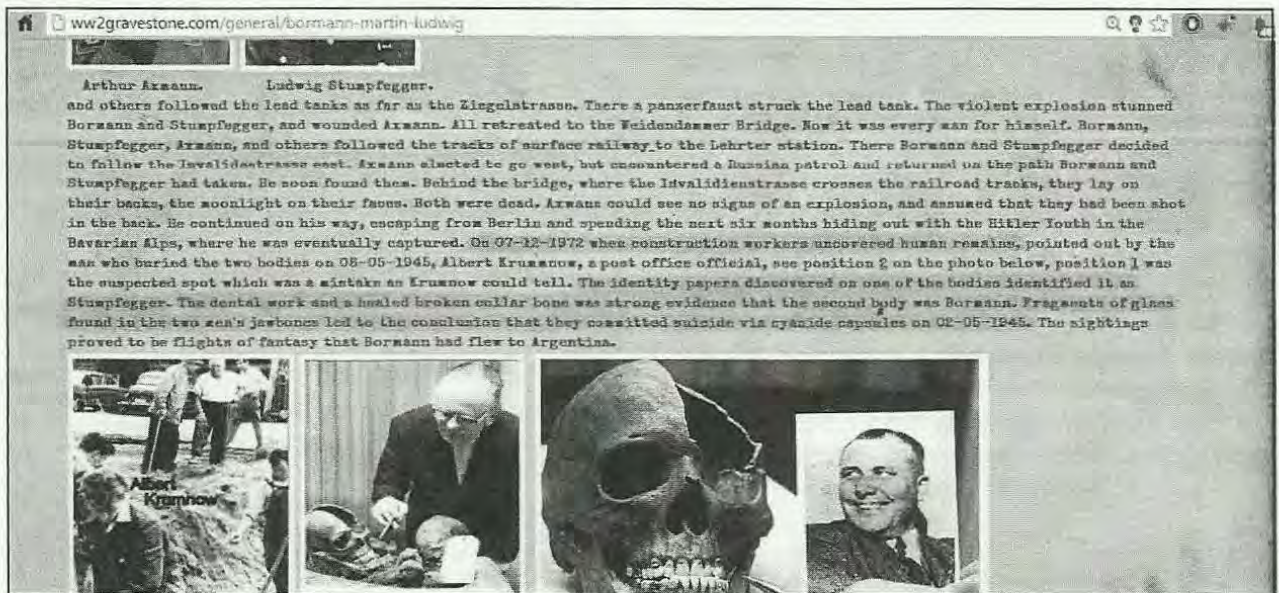 ww2gravestone.com/general/bormann-martin-ludwig
Arthur Axmann. Ludwig Stumpfegger.
and others followed the lead tanks as far as the Ziegelstrasse. There a panzerfaust struck the lead tank. The violent explosion stunned
Bormann and Stumpfegger, and wounded Axmann. All retreated to the Weidendammer Bridge. Now it was every man for himself. Bormann,
Stumpfegger, Axmann, and others followed the tracks of surface railway to the Lehrter station. There Bormann and Stumpfegger decided
to follow the Invalidestrasse east. Axmann elected to go west, but encountered a Russian patrol and returned on the path Bormann and
Stumpfegger had taken. He soon found them. Behind the bridge, where the Idvalidienstrasse crosses the railroad tracks, they lay on
their backs, the moonlight on their faces. Both were dead. Axmann could see no signs of an explosion, and assumed that they had been shot
in the back. He continued on his way, escaping from Berlin and spending the next six months hiding out with the Hitler Youth in the
Bavarian Alps, where he was eventually captured. On 07-12-1972 when construction workers uncovered human remains, pointed out by the
man who buried the two bodies on 08-05-1945, Albert Krumnow, a post office official, see position 2 on the photo below, position 1 was
the suspected spot which was a mistake as Krumnow could tell. The identity papers discovered on one of the bodies identified it as
Stumpfegger. The dental work and a healed broken collar bone was strong evidence that the second body was Bormann. Fragments of glass
found in the two men's jawbones led to the conclusion that they committed suicide via cyanide capsules on 02-05-1945. The sightings
proved to be flights of fantasy that Bormann had flew to Argentina.
Albert
Kramnow